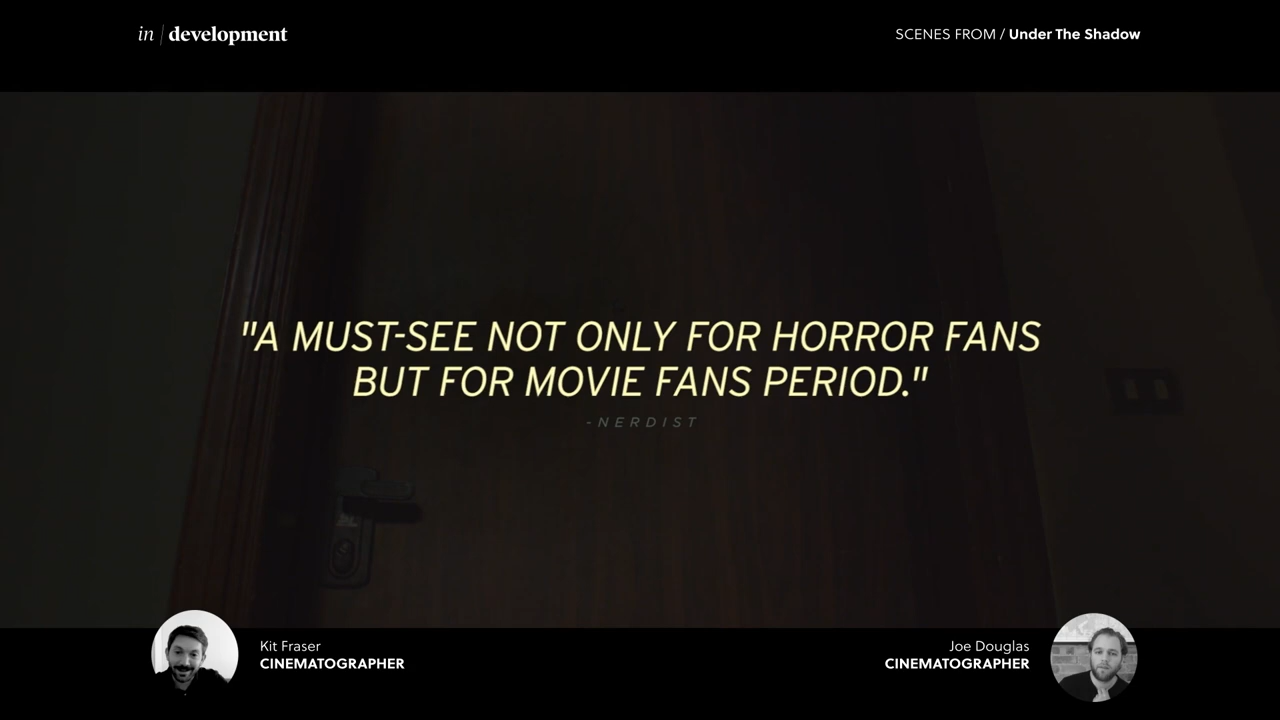 in | development
SCENES FROM / Under The Shadow
"A MUST-SEE NOT ONLY FOR HORROR FANS
BUT FOR MOVIE FANS PERIOD."
-NERDIST
Kit Fraser
CINEMATOGRAPHER
Joe Douglas
CINEMATOGRAPHER